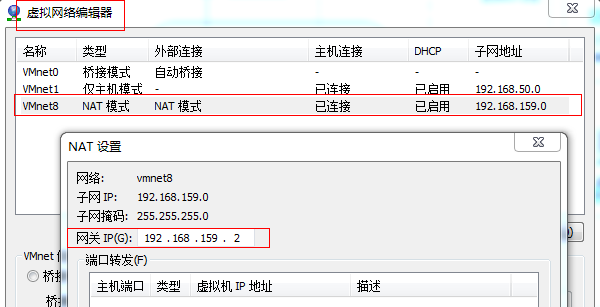 虚拟网络编辑器
名称 类型 外部连接 主机连接 DHCP 子网地址
VMnet0 桥接模式 自动桥接 - -
VMnet1 仅主机模式 - 已连接 已启用 192.168.50.0
VMnet8 NAT 模式 NAT 模式 已连接 已启用 192.168.159.0
NAT 设置
网络: vmnet8
子网 IP: 192.168.159.0
子网掩码: 255.255.255.0
网关 IP(G): 192 . 168 . 159 . 2
VMnet
端口转发(F)
桥
主机端口 类型 虚拟机 IP 地址 描述
桥